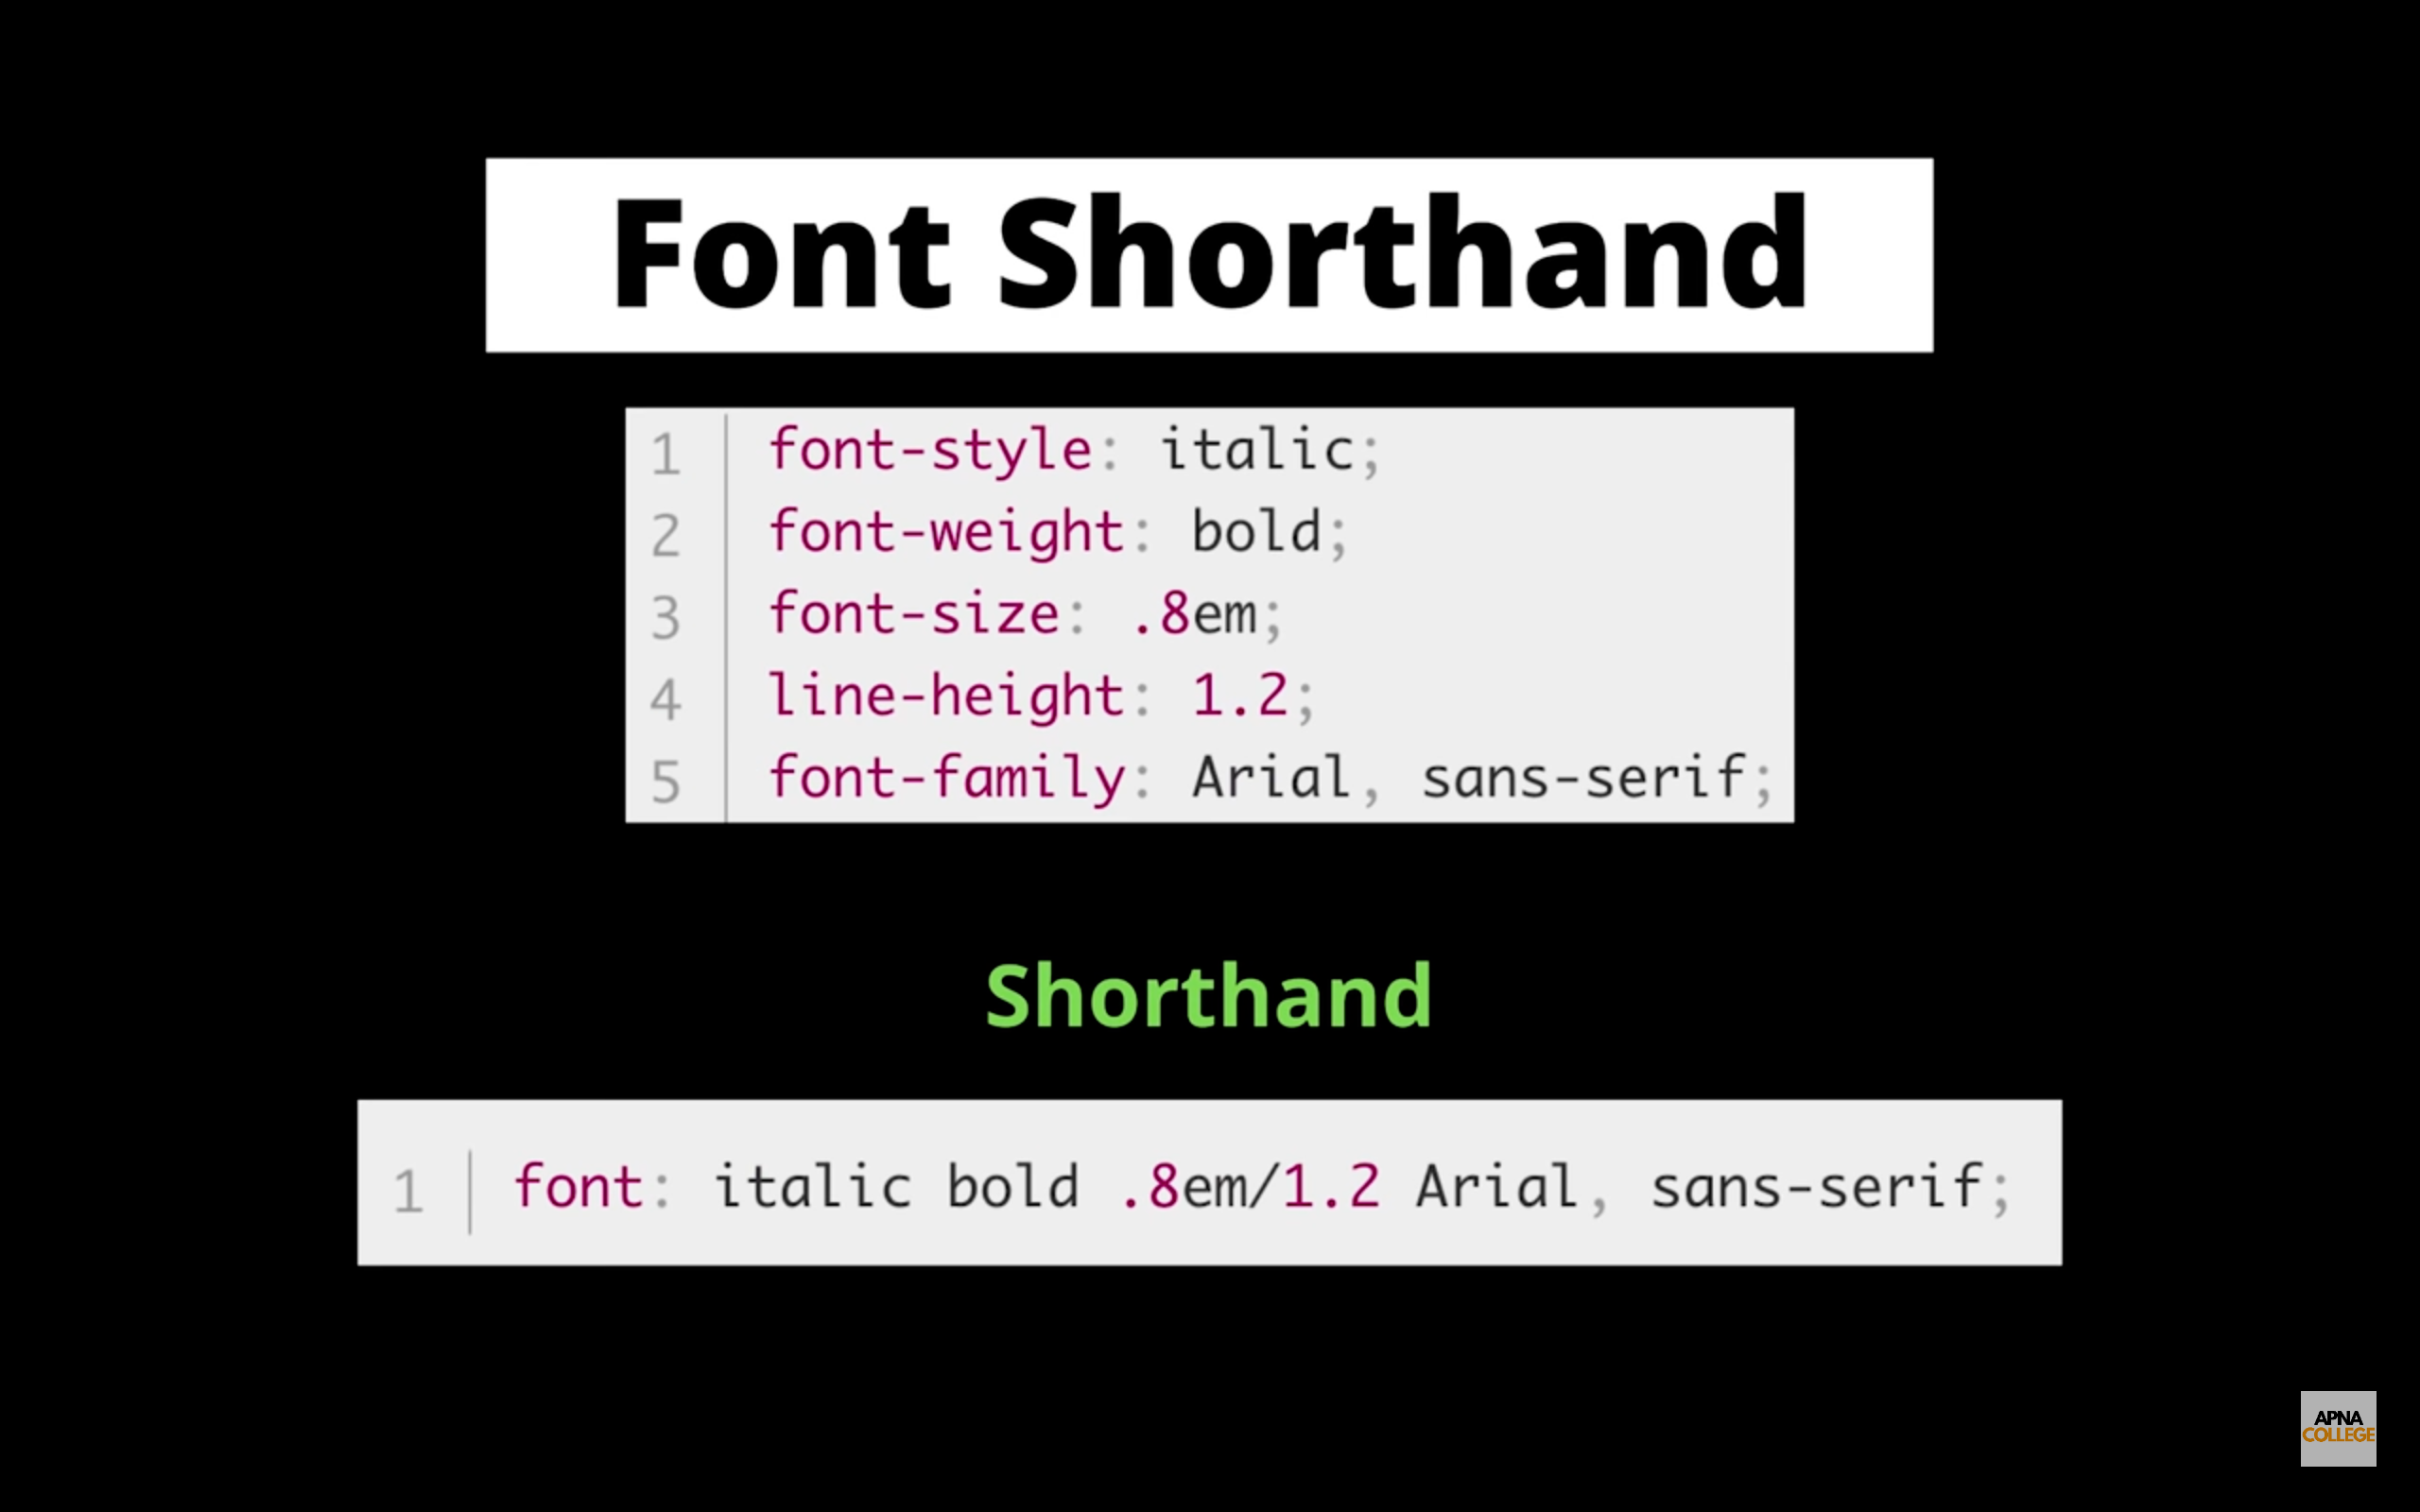 Font Shorthand
1 font-style: italic;
2 font-weight: bold;
3 font-size: .8em;
4 line-height: 1.2;
5 font-family: Arial, sans-serif;
Shorthand
1 font: italic bold .8em/1.2 Arial, sans-serif;
APNA
COLLEGE